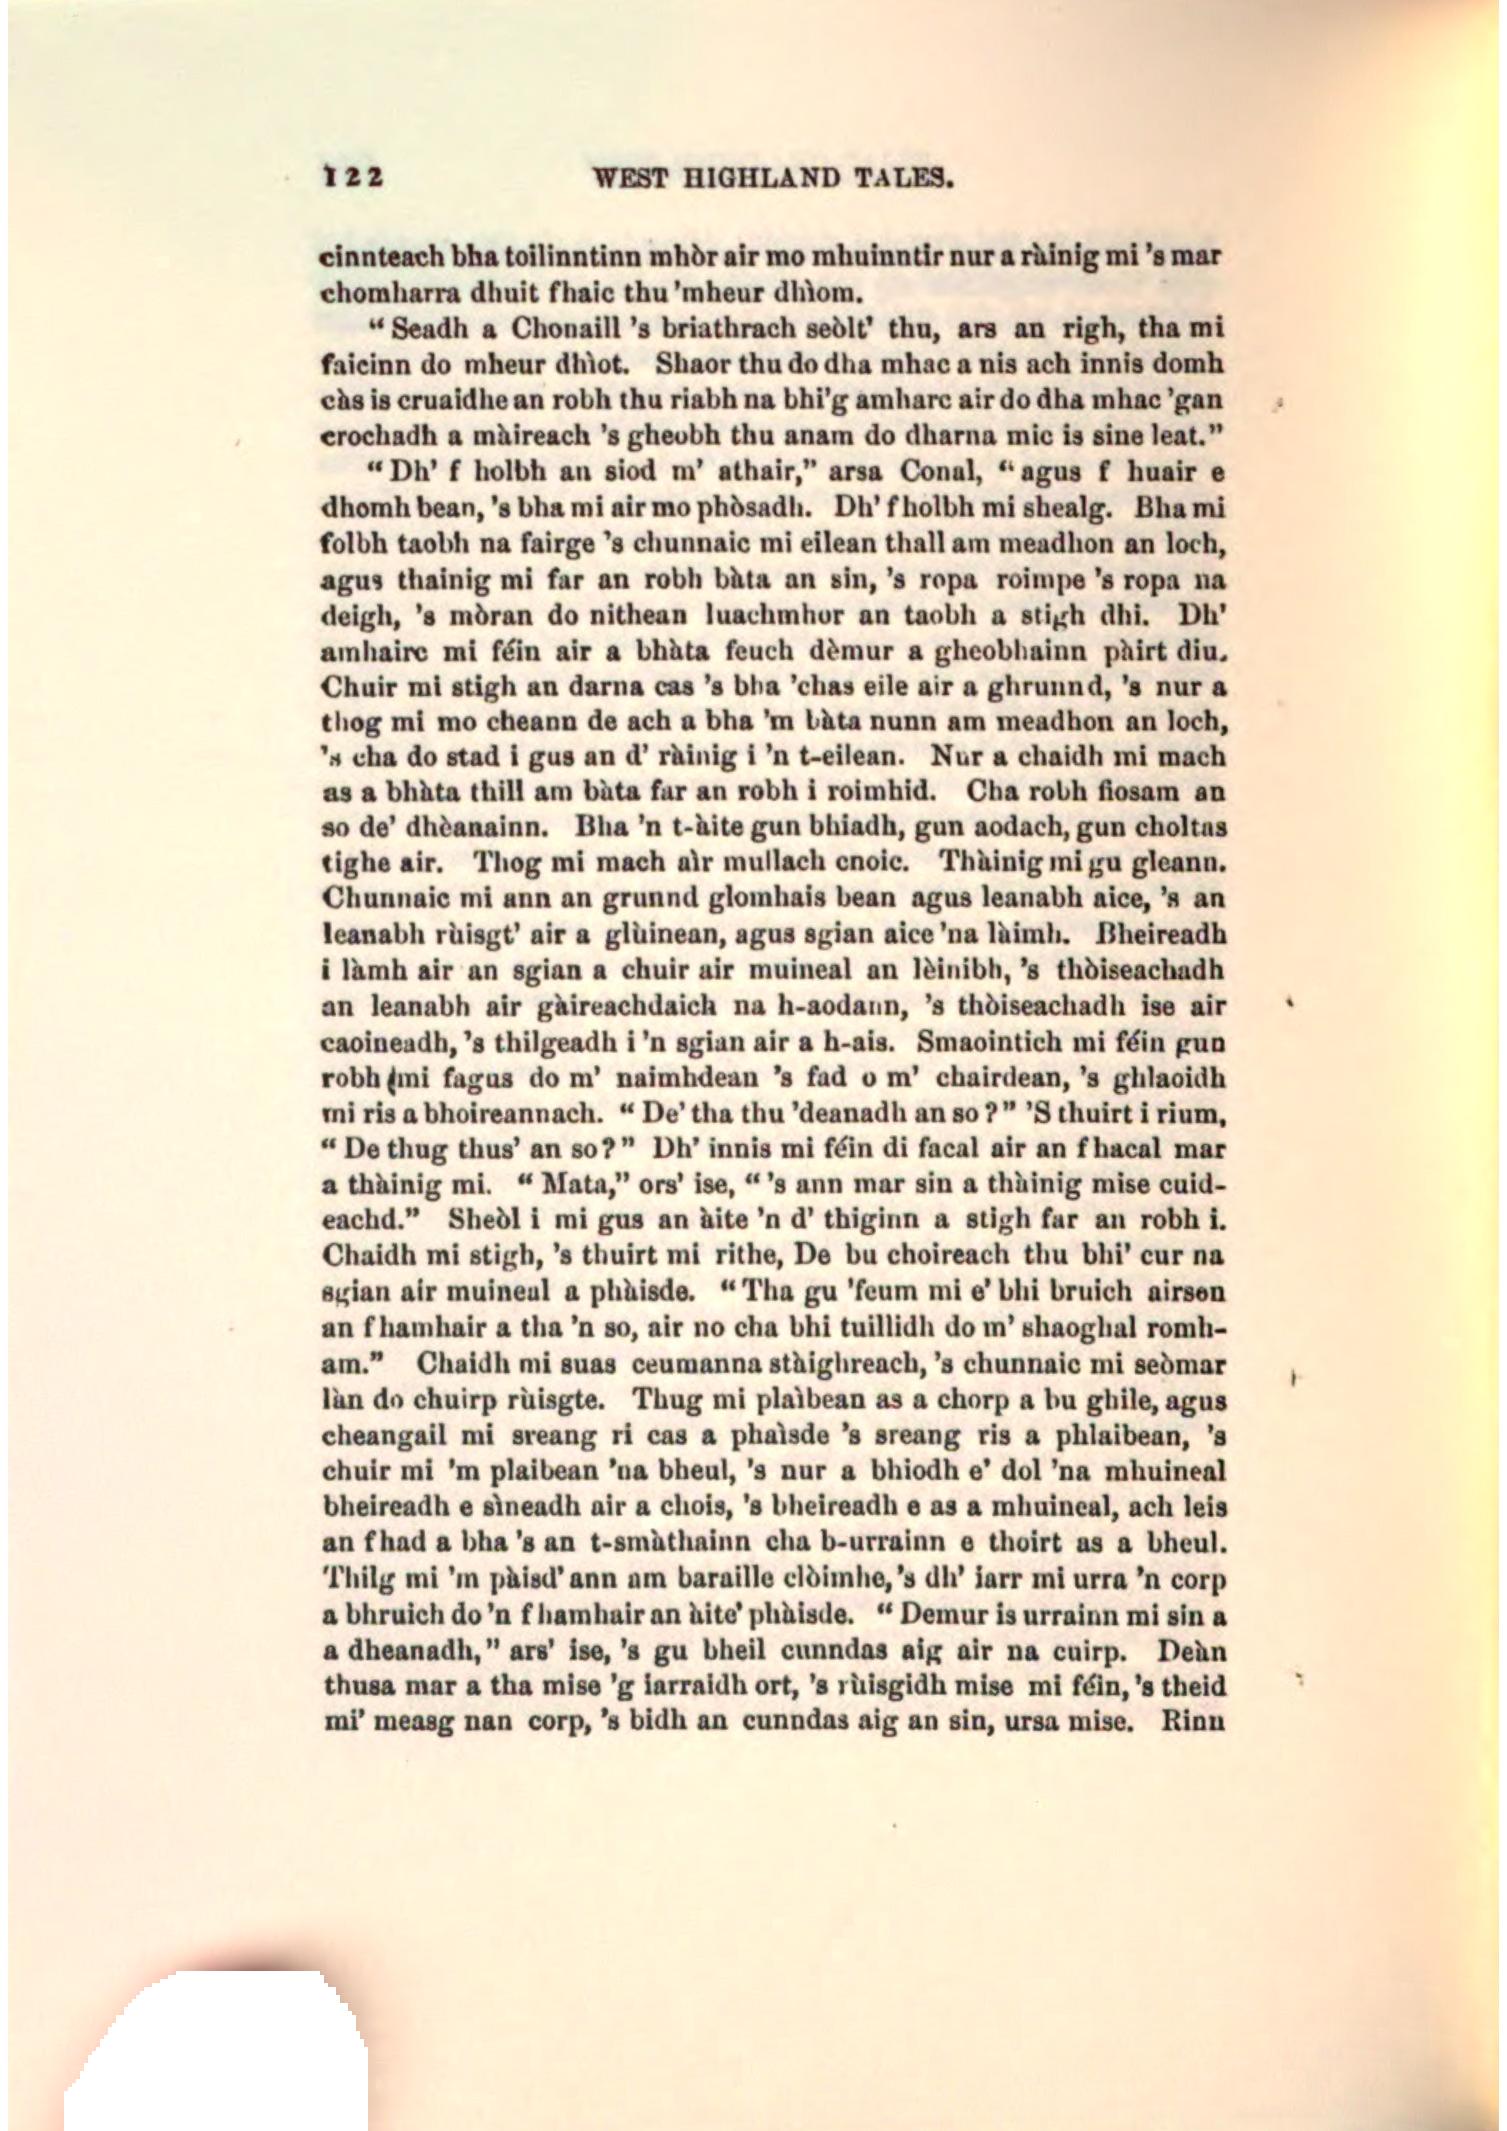 122 WEST HIGHLAND TALES.
cinnteach bha toilinntinn mhòr air mo mhuinntir nur a ràinig mi 's mar
chomharra dhuit fhaic thu 'mheur dhìom.
“ Seadh a Chonaill 's briathrach seòlt' thu, ars an righ, tha mi
faicinn do mheur dhìot. Shaor thu do dha mhac a nis ach innis domh
càs is cruaidhe an robh thu riabh na bhi'g amharc air do dha mhac 'gan
crochadh a màireach 's gheobh thu anam do dharna mic is sine leat.”
“ Dh' fholbh an siod m' athair,” arsa Conal, “ agus fhuair e
dhomh bean, 's bha mi air mo phòsadh. Dh' fholbh mi shealg. Bha mi
folbh taobh na fairge 's chunnaic mi eilean thall am meadhon an loch,
agus thainig mi far an robh bàta an sin, 's ropa roimpe 's ropa na
deigh, 's mòran do nithean luachmhor an taobh a stigh dhi. Dh'
amhairc mi féin air a bhàta feuch dèmur a gheobhainn pàirt diu.
Chuir mi stigh an darna cas 's bha 'chas eile air a ghrunnd, 's nur a
thog mi mo cheann de ach a bha 'm bàta nunn am meadhon an loch,
's cha do stad i gus an d' ràinig i 'n t-eilean. Nur a chaidh mi mach
as a bhàta thill am bàta far an robh i roimhid. Cha robh fiosam an
so de' dhèanainn. Bha 'n t-àite gun bhiadh, gun aodach, gun choltas
tighe air. Thog mi mach aìr mullach cnoic. Thàinig mi gu gleann.
Chunnaic mi ann an grunnd glomhais bean agus leanabh aice, 's an
leanabh rùisgt' air a glùinean, agus sgian aice 'na làimh. Bheireadh
i làmh air an sgian a chuir air muineal an lèinibh, 's thòiseachadh
an leanabh air gàireachdaich na h-aodann, 's thòiseachadh ise air
caoineadh, 's thilgeadh i 'n sgian air a h-ais. Smaointich mi féin gun
robh mi fagus do m' naimhdean 's fad o m' chairdean, 's ghlaoidh
mi ris a bhoireannach. “ De' tha thu 'deanadh an so ?” 'S thuirt i rium,
“ De thug thus' an so?” Dh' innis mi féin di facal air an fhacal mar
a thàinig mi. “ Mata,” ors' ise, “ 's ann mar sin a thàinig mise cuid-
eachd.” Sheòl i mi gus an àite 'n d' thiginn a stigh far an robh i.
Chaidh mi stigh, 's thuirt mi rithe, De bu choireach thu bhi' cur na
sgian air muineal a phàisde. “ Tha gu 'feum mi e' bhi bruich airson
an fhamhair a tha 'n so, air no cha bhi tuillidh do m' shaoghal romh-
am.” Chaidh mi suas ceumanna stàighreach, 's chunnaic mi seòmar
làn do chuirp rùisgte. Thug mi plaìbean as a chorp a bu ghile, agus
cheangail mi sreang ri cas a phaìsde 's sreang ris a phlaibean, 's
chuir mi 'm plaibean 'na bheul, 's nur a bhiodh e' dol 'na mhuineal
bheireadh e sìneadh air a chois, 's bheireadh e as a mhuineal, ach leis
an fhad a bha 's an t-smàthainn cha b-urrainn e thoirt as a bheul.
Thilg mi 'm pàisd' ann am baraille clòimhe, 's dh' iarr mi urra 'n corp
a bhruich do 'n fhamhair an àite' phàisde. “ Demur is urrainn mi sin a
a dheanadh,” ars' ise, 's gu bheil cunndas aig air na cuirp. Deàn
thusa mar a tha mise 'g iarraidh ort, 's rùisgidh mise mi féin, 's theid
mi' measg nan corp, 's bidh an cunndas aig an sin, ursa mise. Rinn